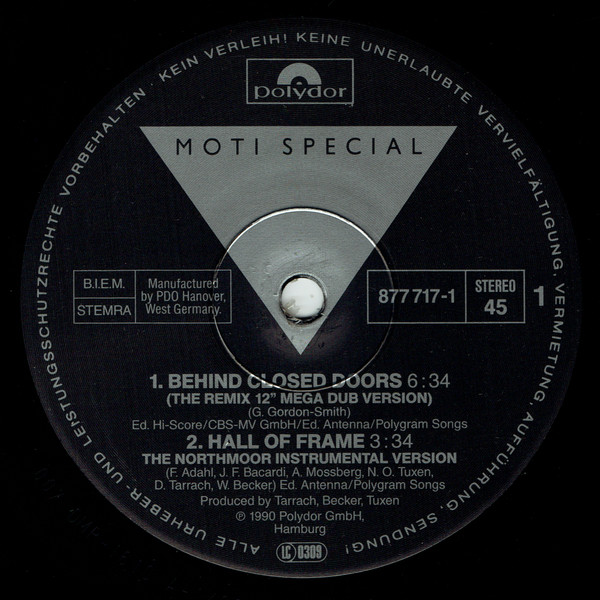 ALLE URHEBER- UND LEISTUNGSSCHUTZRECHTE VORBEHALTEN · KEIN VERLEIH! KEINE UNERLAUBTE VERVIELFÄLTIGUNG, VERMIETUNG, AUFFÜHRUNG, SENDUNG!
polydor
MOTI SPECIAL
B.I.E.M.
STEMRA
Manufactured
by PDO Hanover,
West Germany.
877 717-1
STEREO
45
1
1. BEHIND CLOSED DOORS 6:34
(THE REMIX 12" MEGA DUB VERSION)
(G. Gordon-Smith)
Ed. Hi-Score/CBS-MV GmbH/Ed. Antenna/Polygram Songs
2. HALL OF FRAME 3:34
THE NORTHMOOR INSTRUMENTAL VERSION
(F. Adahl, J. F. Bacardi, A. Mossberg, N. O. Tuxen,
D. Tarrach, W. Becker) Ed. Antenna/Polygram Songs
Produced by Tarrach, Becker, Tuxen
℗ 1990 Polydor GmbH,
Hamburg
LC 0309